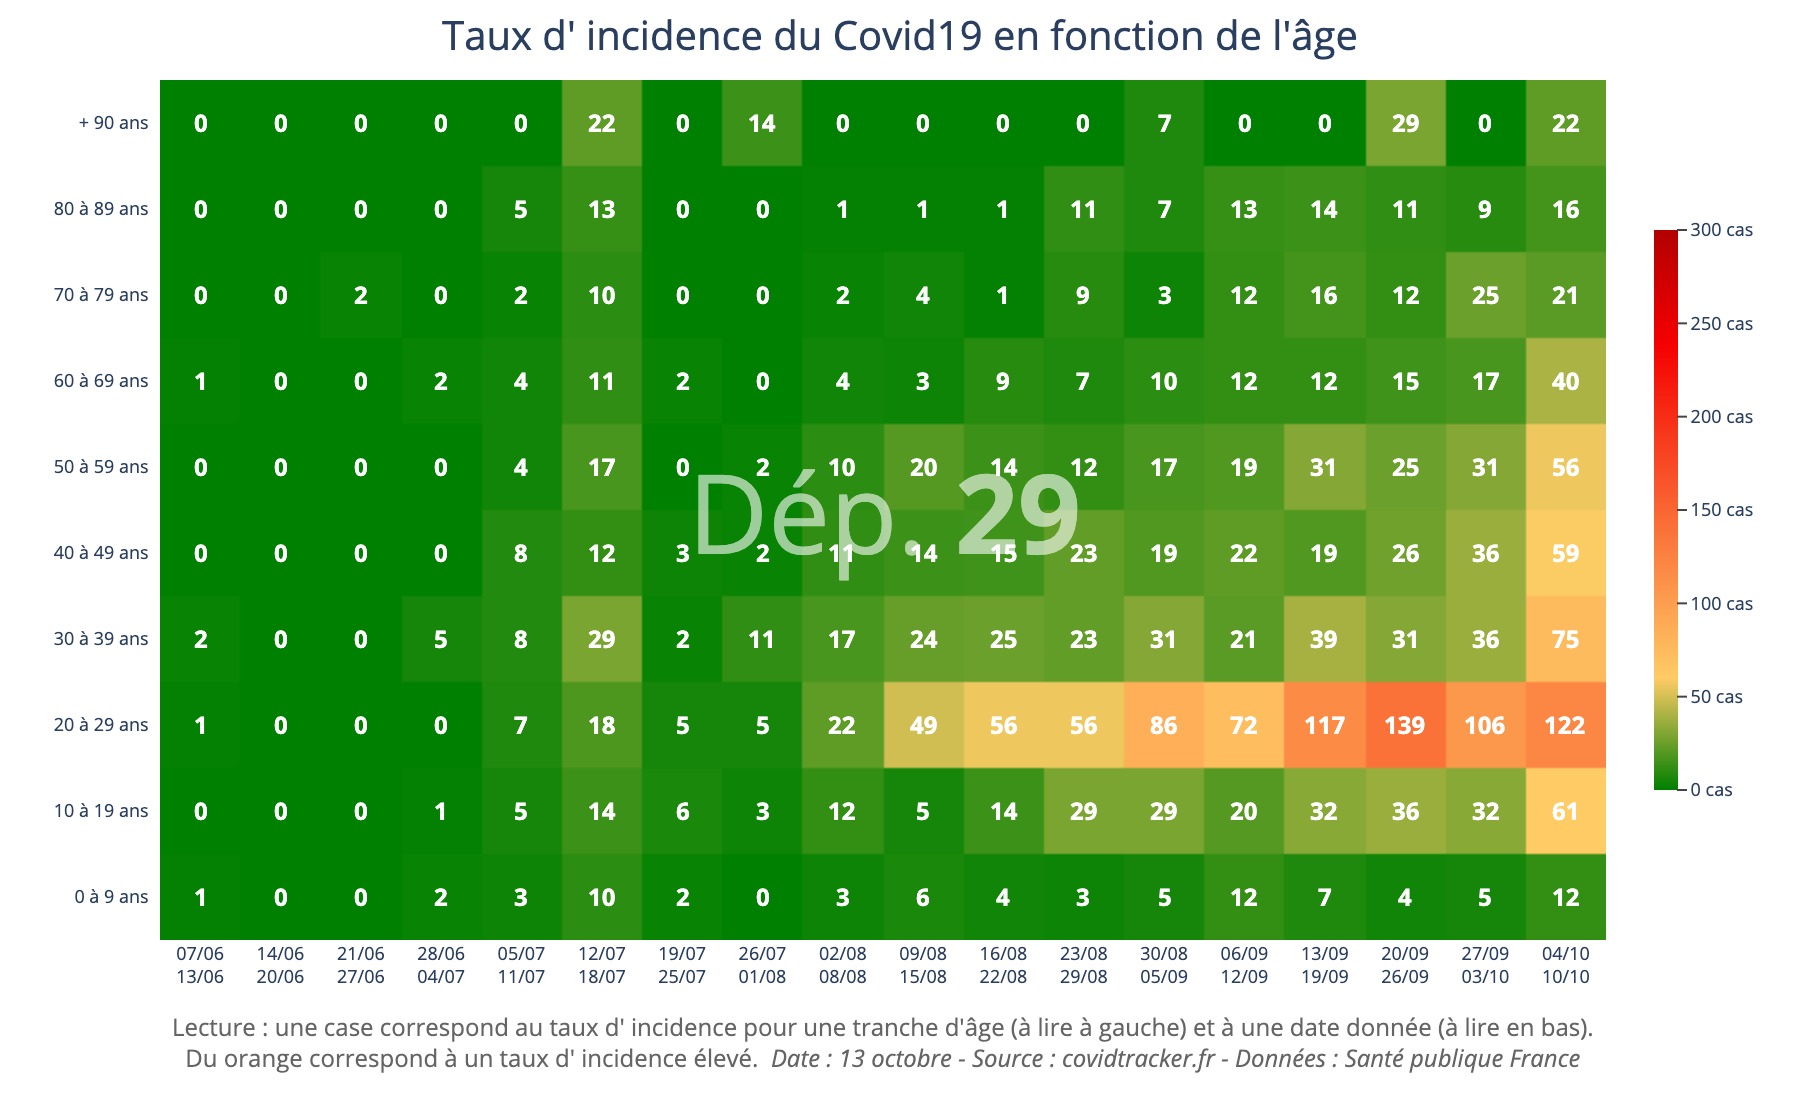 Taux d' incidence du Covid19 en fonction de l'âge
+ 90 ans 0 0 0 0 0 22 0 14 0 0 0 0 7 0 0 29 0 22
80 à 89 ans 0 0 0 0 5 13 0 0 1 1 1 11 7 13 14 11 9 16
70 à 79 ans 0 0 2 0 2 10 0 0 2 4 1 9 3 12 16 12 25 21
60 à 69 ans 1 0 0 2 4 11 2 0 4 3 9 7 10 12 12 15 17 40
50 à 59 ans 0 0 0 0 4 17 0 2 10 20 14 12 17 19 31 25 31 56
Dép. 29
40 à 49 ans 0 0 0 0 8 12 3 2 11 14 15 23 19 22 19 26 36 59
30 à 39 ans 2 0 0 5 8 29 2 11 17 24 25 23 31 21 39 31 36 75
20 à 29 ans 1 0 0 0 7 18 5 5 22 49 56 56 86 72 117 139 106 122
10 à 19 ans 0 0 0 1 5 14 6 3 12 5 14 29 29 20 32 36 32 61
0 à 9 ans 1 0 0 2 3 10 2 0 3 6 4 3 5 12 7 4 5 12
07/06 14/06 21/06 28/06 05/07 12/07 19/07 26/07 02/08 09/08 16/08 23/08 30/08 06/09 13/09 20/09 27/09 04/10
13/06 20/06 27/06 04/07 11/07 18/07 25/07 01/08 08/08 15/08 22/08 29/08 05/09 12/09 19/09 26/09 03/10 10/10
300 cas
250 cas
200 cas
150 cas
100 cas
50 cas
0 cas
Lecture : une case correspond au taux d' incidence pour une tranche d'âge (à lire à gauche) et à une date donnée (à lire en bas).
Du orange correspond à un taux d' incidence élevé. Date : 13 octobre - Source : covidtracker.fr - Données : Santé publique France